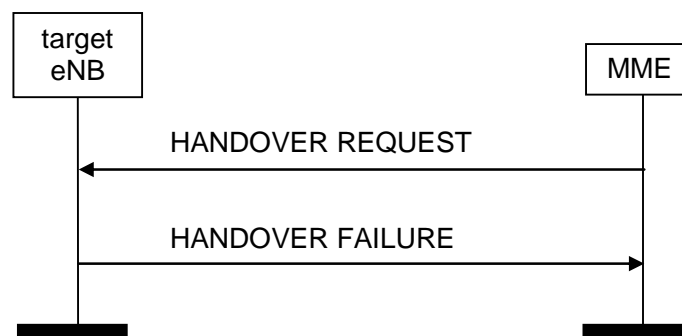 target
eNB
MME
HANDOVER REQUEST
HANDOVER FAILURE